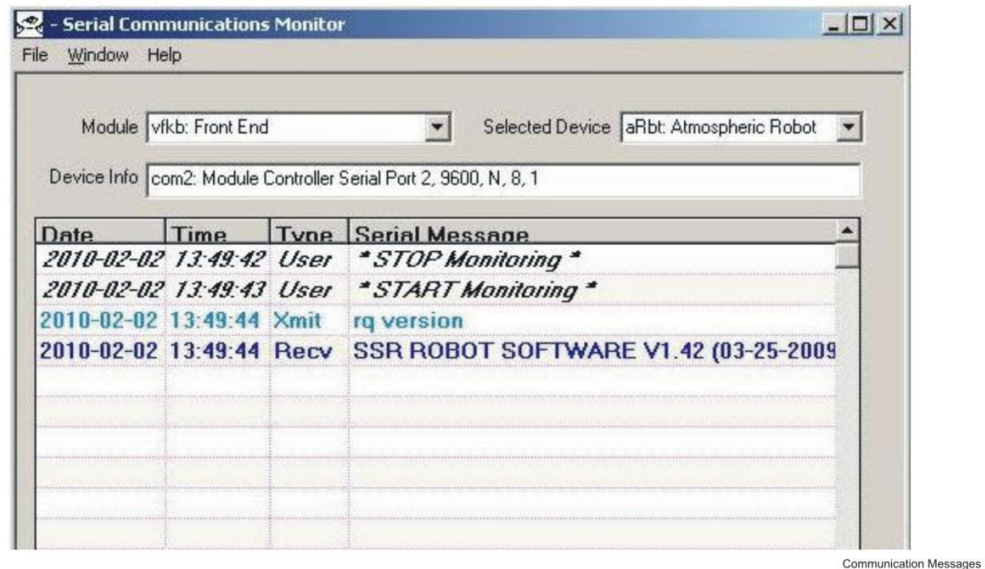 - Serial Communications Monitor
File Window Help
Module vfkb: Front End Selected Device aRbt: Atmospheric Robot
Device Info com2: Module Controller Serial Port 2, 9600, N, 8, 1
Date Time Type Serial Message
2010-02-02 13:49:42 User * STOP Monitoring *
2010-02-02 13:49:43 User * START Monitoring *
2010-02-02 13:49:44 Xmit rq version
2010-02-02 13:49:44 Recv SSR ROBOT SOFTWARE V1.42 (03-25-2009
Communication Messages